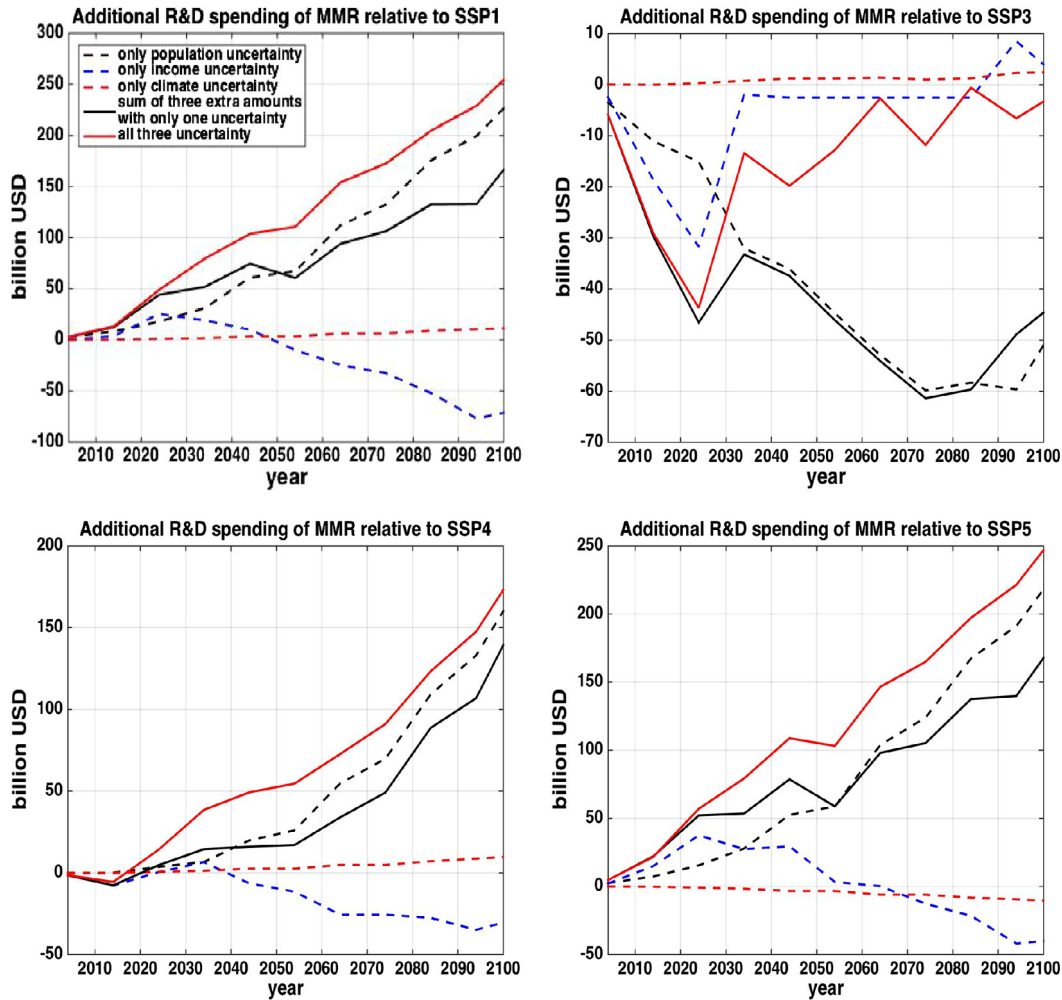 Additional R&D spending of MMR relative to SSP1
300
250
200
150
100
50
0
-50
-100
billion USD
only population uncertainty
only income uncertainty
only climate uncertainty
sum of three extra amounts
with only one uncertainty
all three uncertainty
2010 2020 2030 2040 2050 2060 2070 2080 2090 2100
year
Additional R&D spending of MMR relative to SSP3
10
0
-10
-20
-30
-40
-50
-60
-70
billion USD
2010 2020 2030 2040 2050 2060 2070 2080 2090 2100
year
Additional R&D spending of MMR relative to SSP4
200
150
100
50
0
-50
billion USD
2010 2020 2030 2040 2050 2060 2070 2080 2090 2100
year
Additional R&D spending of MMR relative to SSP5
250
200
150
100
50
0
-50
billion USD
2010 2020 2030 2040 2050 2060 2070 2080 2090 2100
year